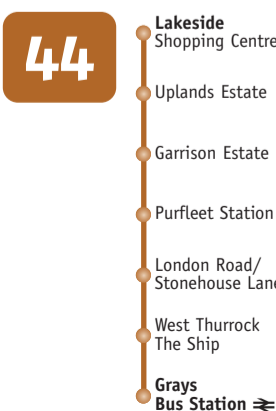 44
Lakeside
Shopping Centre
Uplands Estate
Garrison Estate
Purfleet Station
London Road/
Stonehouse Lane
West Thurrock
The Ship
Grays
Bus Station